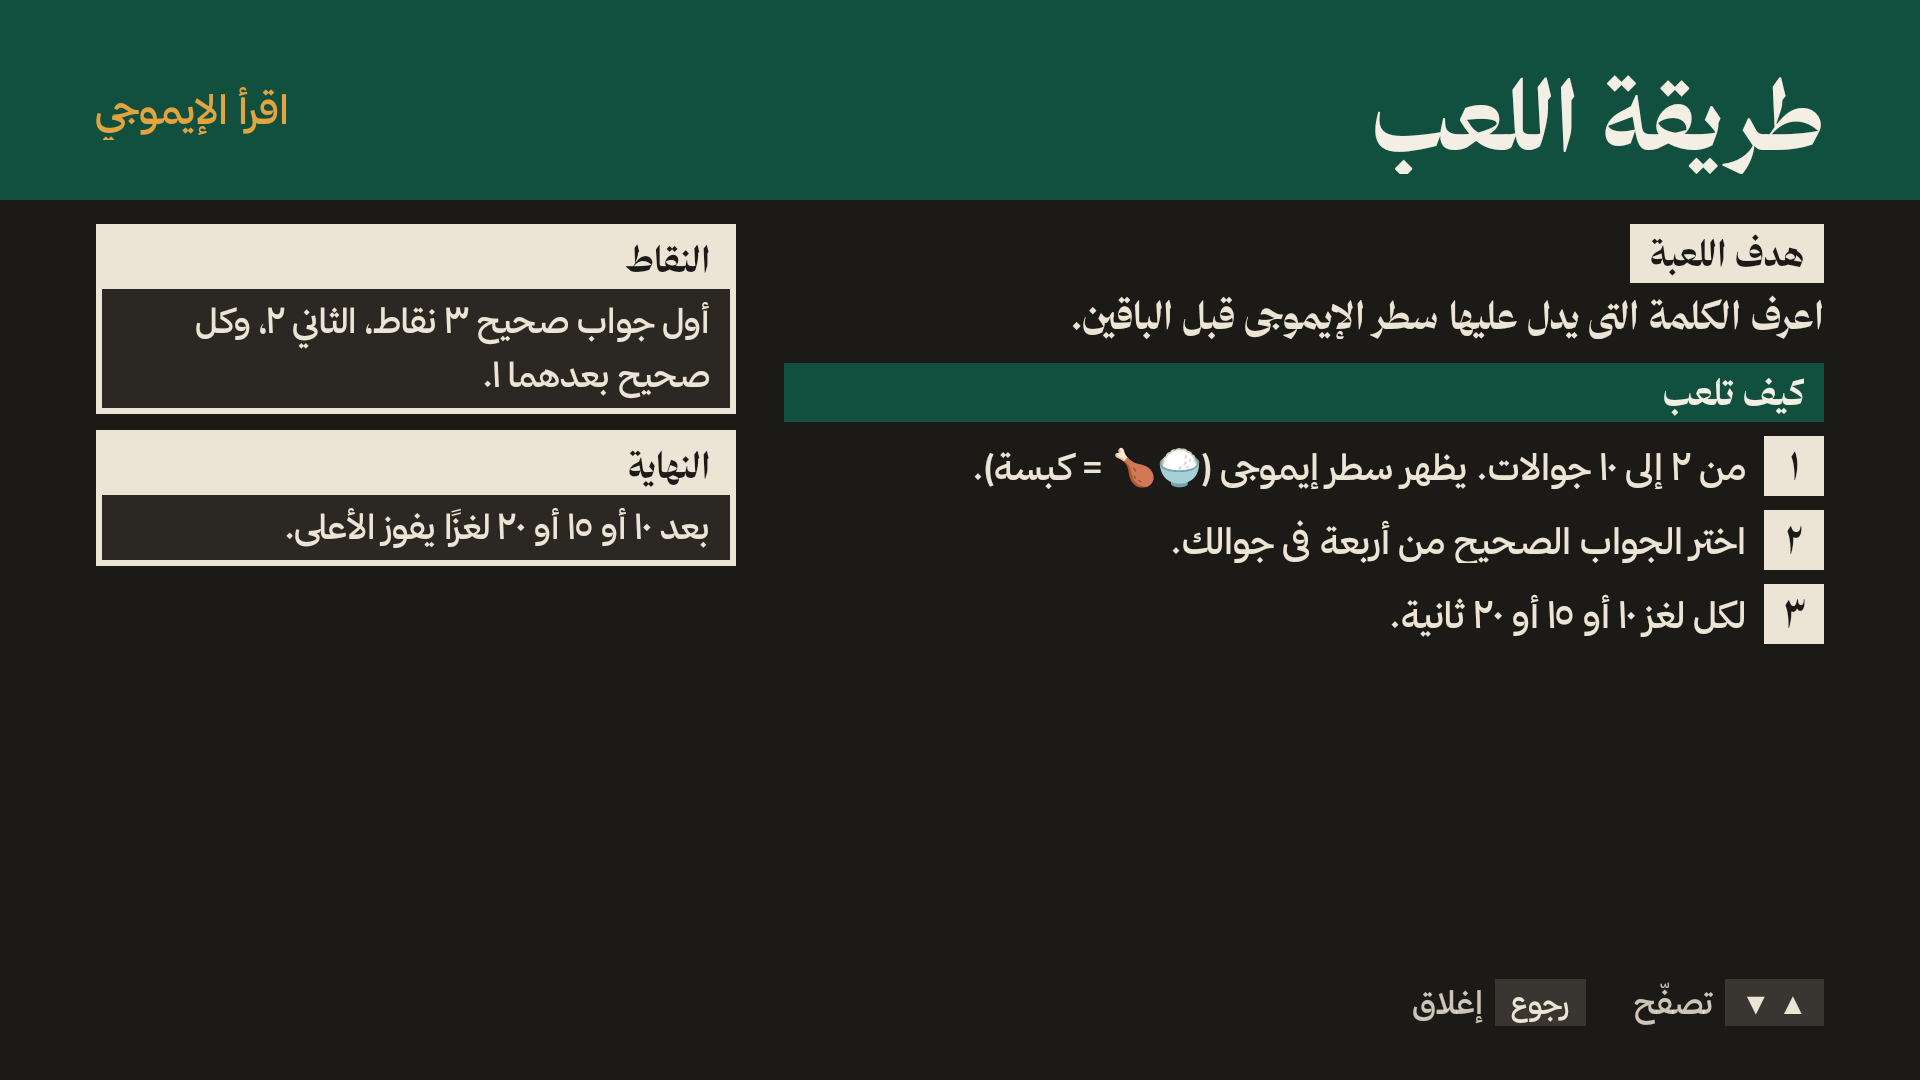 طريقة اللعب
اقرأ الإيموجي
هدف اللعبة
اعرف الكلمة التي يدل عليها سطر الإيموجي قبل الباقين.
كيف تلعب
١ من ٢ إلى ١٠ جوالات. يظهر سطر إيموجي (🍚🍗 = كبسة).
٢ اختر الجواب الصحيح من أربعة في جوالك.
٣ لكل لغز ١٠ أو ١٥ أو ٢٠ ثانية.
النقاط
أول جواب صحيح ٣ نقاط، الثاني ٢، وكل
صحيح بعدهما ١.
النهاية
بعد ١٠ أو ١٥ أو ٢٠ لغزًا يفوز الأعلى.
▲ ▼ تصفّح
رجوع إغلاق